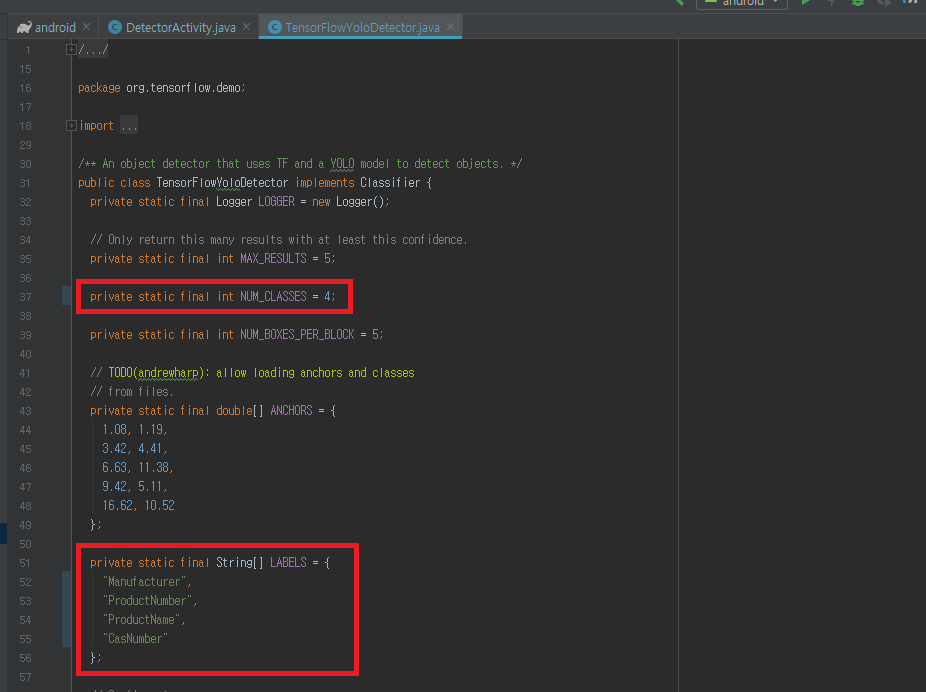 android
android DetectorActivity.java TensorFlowYoloDetector.java
1 /.../
15
16 package org.tensorflow.demo;
17
18 import ...
29
30 /** An object detector that uses TF and a YOLO model to detect objects. */
31 public class TensorFlowYoloDetector implements Classifier {
32 private static final Logger LOGGER = new Logger();
33
34 // Only return this many results with at least this confidence.
35 private static final int MAX_RESULTS = 5;
36
37 private static final int NUM_CLASSES = 4;
38
39 private static final int NUM_BOXES_PER_BLOCK = 5;
40
41 // TODO(andrewharp): allow loading anchors and classes
42 // from files.
43 private static final double[] ANCHORS = {
44 1.08, 1.19,
45 3.42, 4.41,
46 6.63, 11.38,
47 9.42, 5.11,
48 16.62, 10.52
49 };
50
51 private static final String[] LABELS = {
52 "Manufacturer",
53 "ProductNumber",
54 "ProductName",
55 "CasNumber"
56 };
57